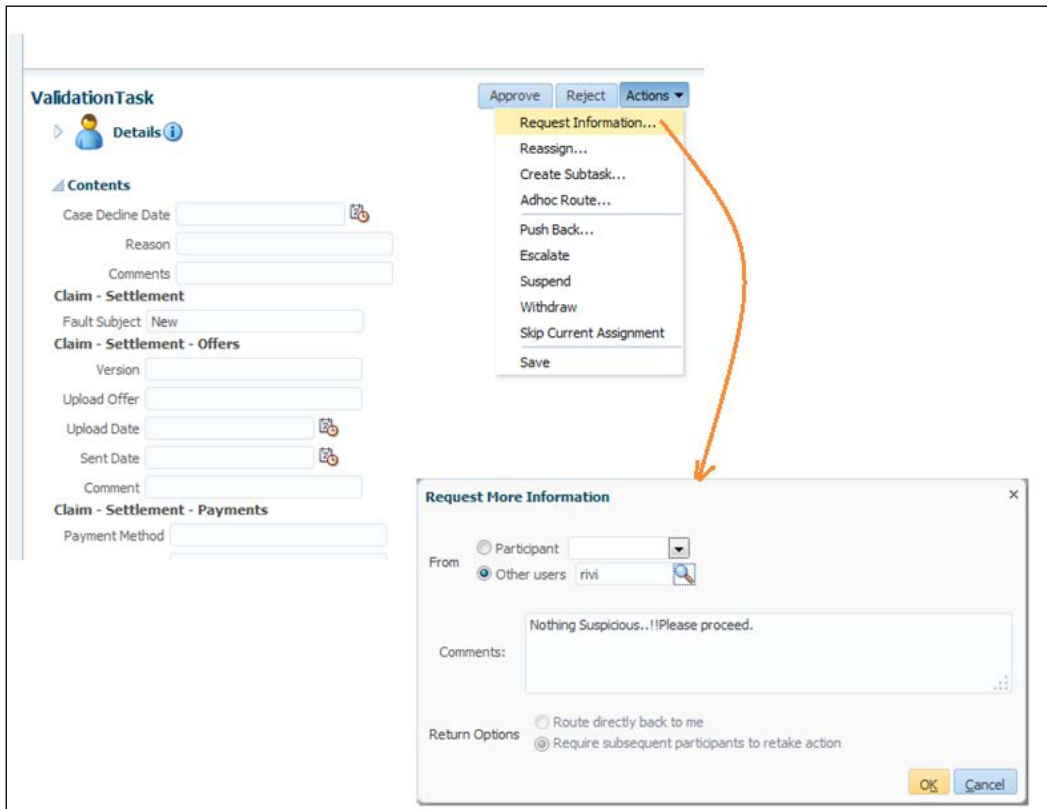 ValidationTask
Approve Reject Actions
Details
Request Information...
Reassign...
Create Subtask...
Adhoc Route...
Push Back...
Escalate
Suspend
Withdraw
Skip Current Assignment
Save
Contents
Case Decline Date
Reason
Comments
Claim - Settlement
Fault Subject New
Claim - Settlement - Offers
Version
Upload Offer
Upload Date
Sent Date
Comment
Claim - Settlement - Payments
Payment Method
Request More Information
From
Participant
Other users rivi
Comments:
Nothing Suspicious..!!Please proceed.
Return Options
Route directly back to me
Require subsequent participants to retake action
OK Cancel